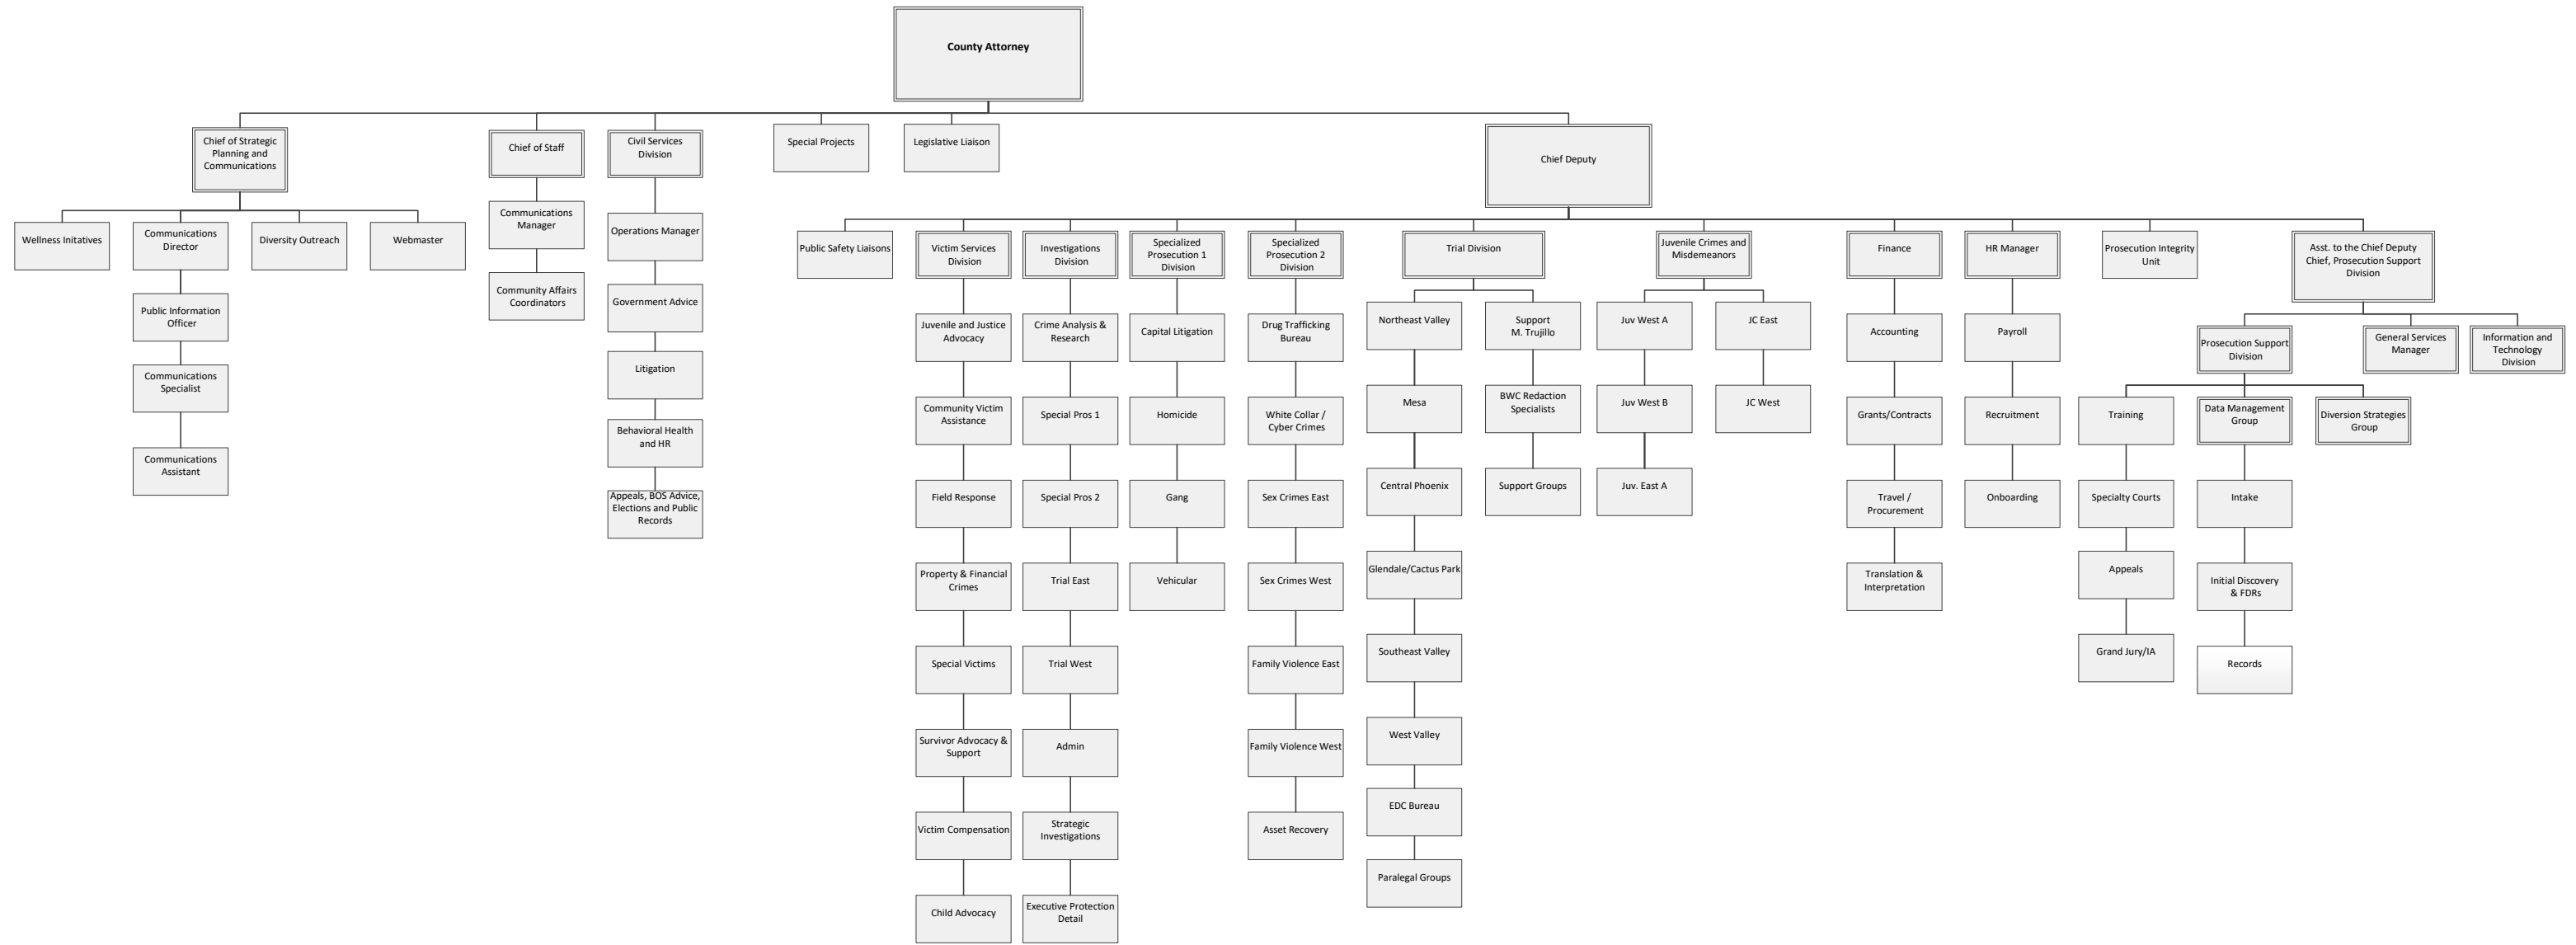 County Attorney
Chief of Strategic
Planning and
Communications
Chief of Staff
Civil Services
Division
Special Projects
Legislative Liaison
Chief Deputy
Wellness Initatives
Communications
Director
Diversity Outreach
Webmaster
Public Information
Officer
Communications
Specialist
Communications
Assistant
Communications
Manager
Community Affairs
Coordinators
Operations Manager
Government Advice
Litigation
Behavioral Health
and HR
Appeals, BOS Advice,
Elections and Public
Records
Public Safety Liaisons
Victim Services
Division
Juvenile and Justice
Advocacy
Community Victim
Assistance
Field Response
Property & Financial
Crimes
Special Victims
Survivor Advocacy &
Support
Victim Compensation
Child Advocacy
Investigations
Division
Crime Analysis &
Research
Special Pros 1
Special Pros 2
Trial East
Trial West
Admin
Strategic
Investigations
Executive Protection
Detail
Specialized
Prosecution 1
Division
Capital Litigation
Homicide
Gang
Vehicular
Specialized
Prosecution 2
Division
Drug Trafficking
Bureau
White Collar /
Cyber Crimes
Sex Crimes East
Sex Crimes West
Family Violence East
Family Violence West
Asset Recovery
Trial Division
Northeast Valley
Mesa
Central Phoenix
Glendale/Cactus Park
Southeast Valley
West Valley
EDC Bureau
Paralegal Groups
Support
M. Trujillo
BWC Redaction
Specialists
Support Groups
Juvenile Crimes and
Misdemeanors
Juv West A
Juv West B
Juv. East A
JC East
JC West
Finance
Accounting
Grants/Contracts
Travel /
Procurement
Translation &
Interpretation
HR Manager
Payroll
Recruitment
Onboarding
Prosecution Integrity
Unit
Asst. to the Chief Deputy
Chief, Prosecution Support
Division
Prosecution Support
Division
General Services
Manager
Information and
Technology
Division
Training
Specialty Courts
Appeals
Grand Jury/IA
Data Management
Group
Intake
Initial Discovery
& FDRs
Records
Diversion Strategies
Group